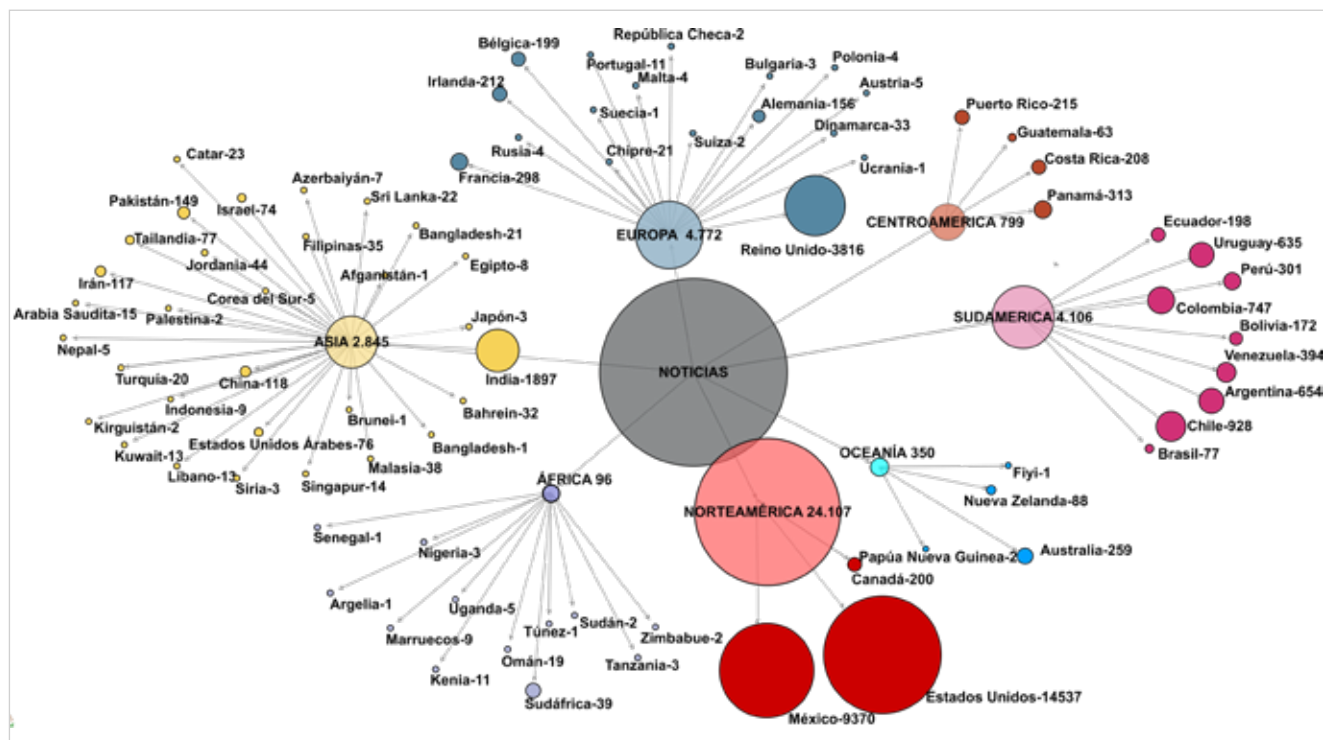 República Checa-2
Bélgica-199
Portugal-11
Polonia-4
Bulgaria-3
Malta-4
Irlanda-212
Austria-5
Alemania-156
Suecia-1
Dinamarca-33
Rusia-4
Chipre-21
Suiza-2
Francia-298
Ucrania-1
EUROPA 4.772
Reino Unido-3816
Puerto Rico-215
Guatemala-63
Costa Rica-208
Panamá-313
CENTROAMERICA 799
Ecuador-198
Uruguay-635
Perú-301
Colombia-747
SUDAMERICA 4.106
Bolivia-172
Venezuela-394
Argentina-654
Chile-928
Brasil-77
Catar-23
Azerbaiyán-7
Pakistán-149
Israel-74
Sri Lanka-22
Tailandia-77
Filipinas-35
Bangladesh-21
Jordania-44
Afganistán-1
Egipto-8
Irán-117
Corea del Sur-5
Arabia Saudita-15
Palestina-2
Japón-3
Nepal-5
ASIA 2.845
India-1897
Turquía-20
China-118
Indonesia-9
Brunei-1
Bahrein-32
Kirguistán-2
Estados Unidos Árabes-76
Bangladesh-1
Kuwait-13
Malasia-38
Líbano-13
Siria-3
Singapur-14
NOTICIAS
ÁFRICA 96
Senegal-1
Nigeria-3
Argelia-1
Uganda-5
Marruecos-9
Túnez-1
Sudán-2
Zimbabue-2
Omán-19
Tanzania-3
Kenia-11
Sudáfrica-39
OCEANÍA 350
Fiyi-1
Nueva Zelanda-88
Papúa Nueva Guinea-2
Australia-259
NORTEAMÉRICA 24.107
Canadá-200
Estados Unidos-14537
México-9370